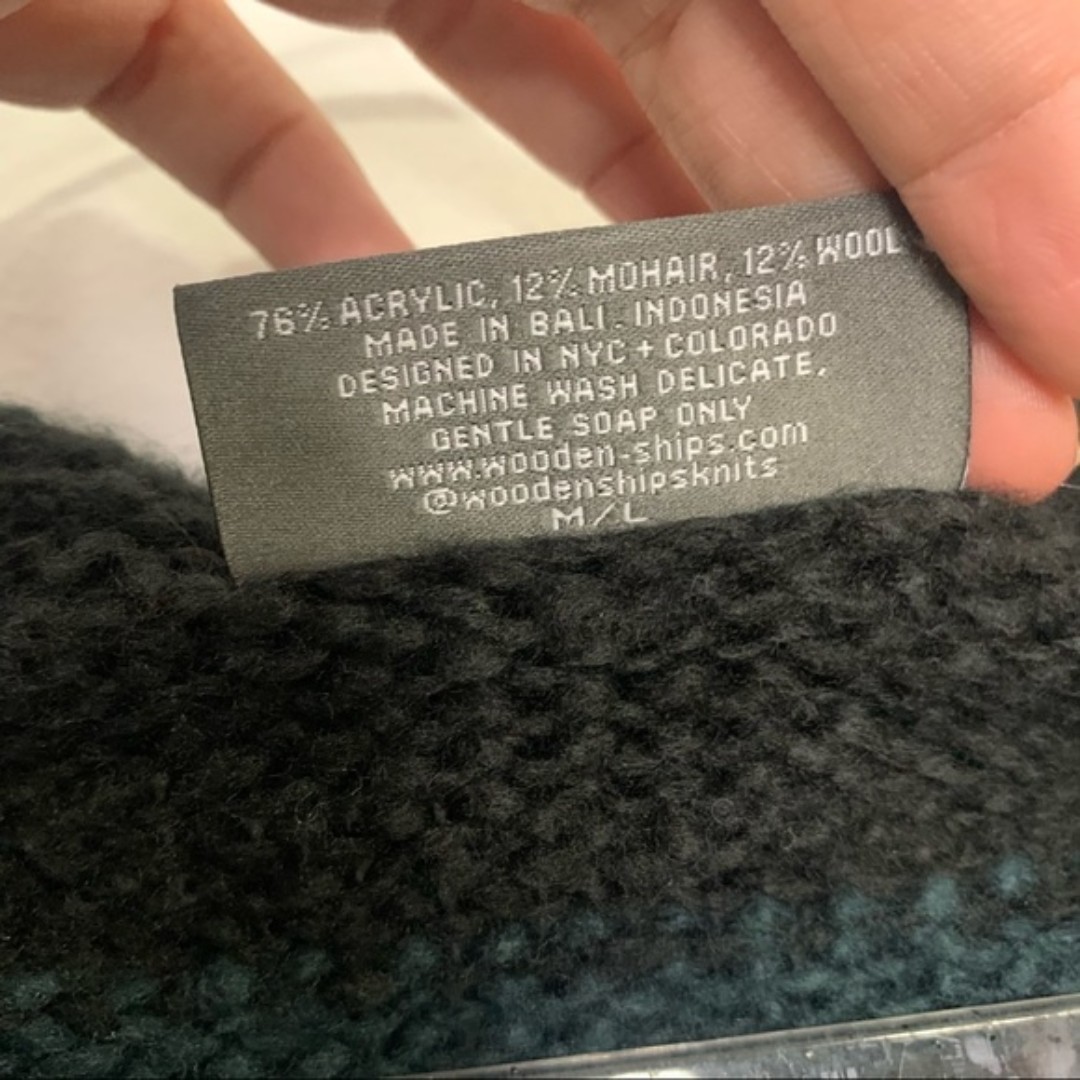 76% ACRYLIC, 12% MOHAIR, 12% WOOL
MADE IN BALI. INDONESIA
DESIGNED IN NYC + COLORADO
MACHINE WASH DELICATE,
GENTLE SOAP ONLY
www.wooden-ships.com
@woodenshipsknits
M/L